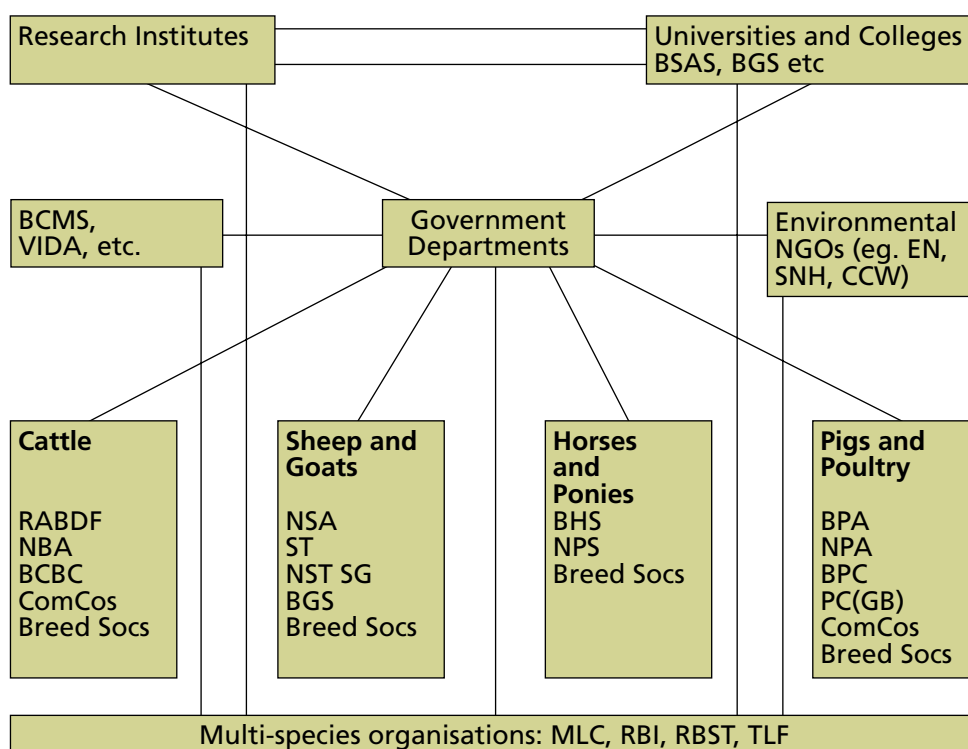 Research Institutes
Universities and Colleges
BSAS, BGS etc
BCMS,
VIDA, etc.
Government
Departments
Environmental
NGOs (eg. EN,
SNH, CCW)
Cattle
RABDF
NBA
BCBC
ComCos
Breed Socs
Sheep and
Goats
NSA
ST
NST SG
BGS
Breed Socs
Horses
and
Ponies
BHS
NPS
Breed Socs
Pigs and
Poultry
BPA
NPA
BPC
PC(GB)
ComCos
Breed Socs
Multi-species organisations: MLC, RBI, RBST, TLF